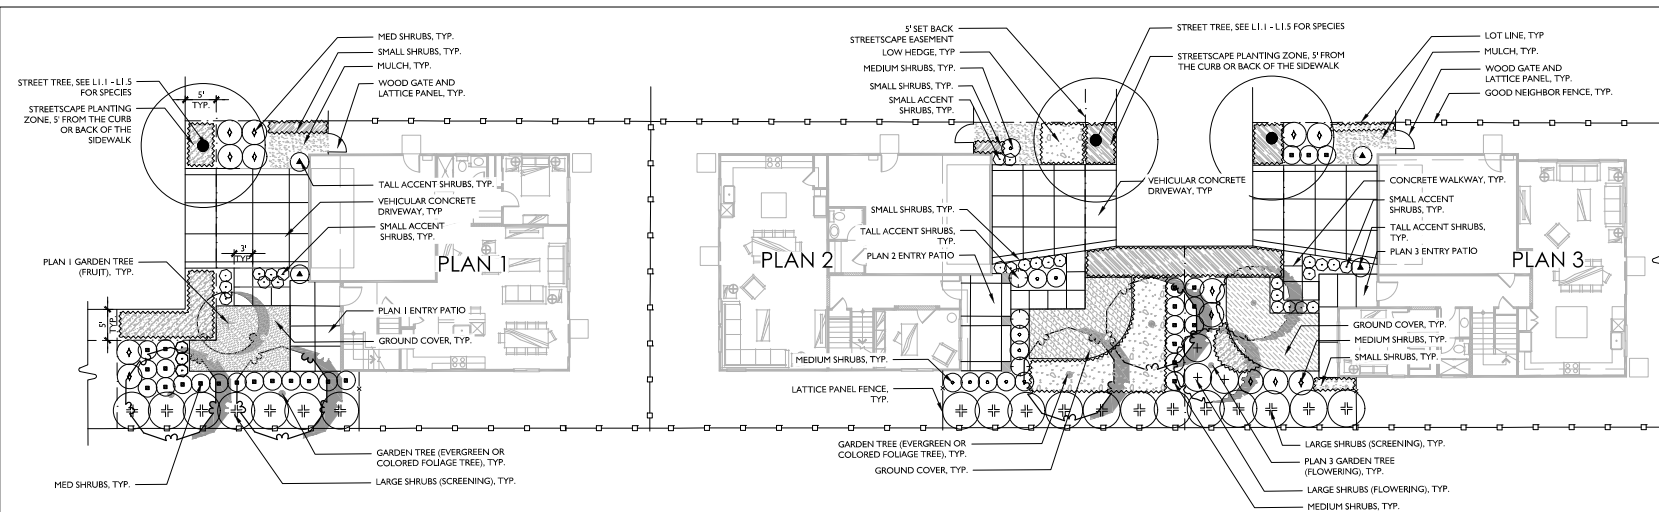 MED SHRUBS, TYP.
SMALL SHRUBS, TYP.
MULCH, TYP.
WOOD GATE AND
LATTICE PANEL, TYP.
STREET TREE, SEE L1.1 - L1.5
FOR SPECIES
STREETSCAPE PLANTING
ZONE, 5' FROM THE CURB
OR BACK OF THE
SIDEWALK
5'
TYP.
TALL ACCENT SHRUBS, TYP.
VEHICULAR CONCRETE
DRIVEWAY, TYP
SMALL ACCENT
SHRUBS, TYP.
3'
TYP.
PLAN 1 GARDEN TREE
(FRUIT), TYP.
PLAN 1
PLAN 1 ENTRY PATIO
5'
TYP.
GROUND COVER, TYP.
GARDEN TREE (EVERGREEN OR
COLORED FOLIAGE TREE), TYP.
LARGE SHRUBS (SCREENING), TYP.
MED SHRUBS, TYP.
5' SET BACK
STREETSCAPE EASEMENT
LOW HEDGE, TYP
MEDIUM SHRUBS, TYP.
SMALL SHRUBS, TYP.
SMALL ACCENT
SHRUBS, TYP.
STREET TREE, SEE L1.1 - L1.5 FOR SPECIES
STREETSCAPE PLANTING ZONE, 5' FROM
THE CURB OR BACK OF THE SIDEWALK
VEHICULAR CONCRETE
DRIVEWAY, TYP
SMALL SHRUBS, TYP.
TALL ACCENT SHRUBS,
TYP.
PLAN 2 ENTRY PATIO
PLAN 2
MEDIUM SHRUBS, TYP.
LATTICE PANEL FENCE,
TYP.
GARDEN TREE (EVERGREEN OR
COLORED FOLIAGE TREE), TYP.
GROUND COVER, TYP.
LOT LINE, TYP
MULCH, TYP.
WOOD GATE AND
LATTICE PANEL, TYP.
GOOD NEIGHBOR FENCE, TYP.
CONCRETE WALKWAY, TYP.
SMALL ACCENT
SHRUBS, TYP.
TALL ACCENT SHRUBS,
TYP.
PLAN 3 ENTRY PATIO
PLAN 3
GROUND COVER, TYP.
MEDIUM SHRUBS, TYP.
SMALL SHRUBS, TYP.
LARGE SHRUBS (SCREENING), TYP.
PLAN 3 GARDEN TREE
(FLOWERING), TYP.
LARGE SHRUBS (FLOWERING), TYP.
MEDIUM SHRUBS, TYP.